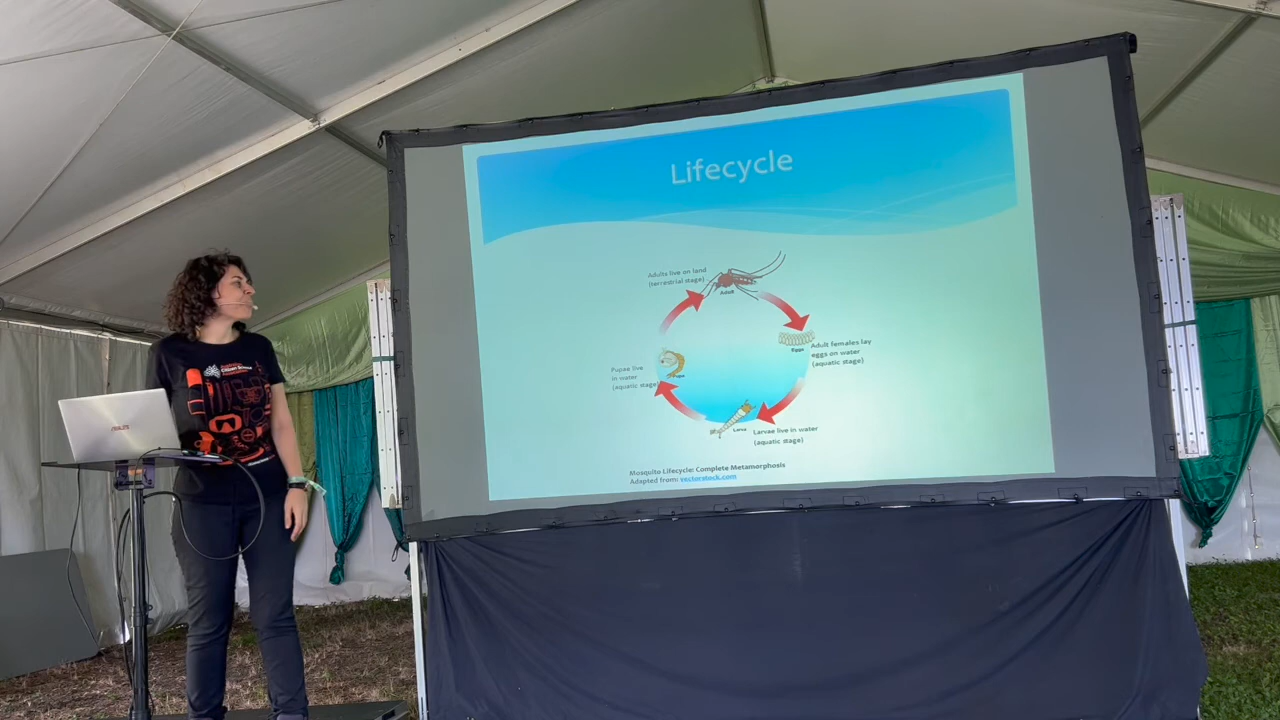 Lifecycle
Adults live on land
(terrestrial stage)
Adult
Eggs
Adult females lay
eggs on water
(aquatic stage)
Pupae live
in water
(aquatic stage)
Pupa
Larva
Larvae live in water
(aquatic stage)
Mosquito Lifecycle: Complete Metamorphosis
Adapted from: vectorstock.com
Citizen Science
ASUS